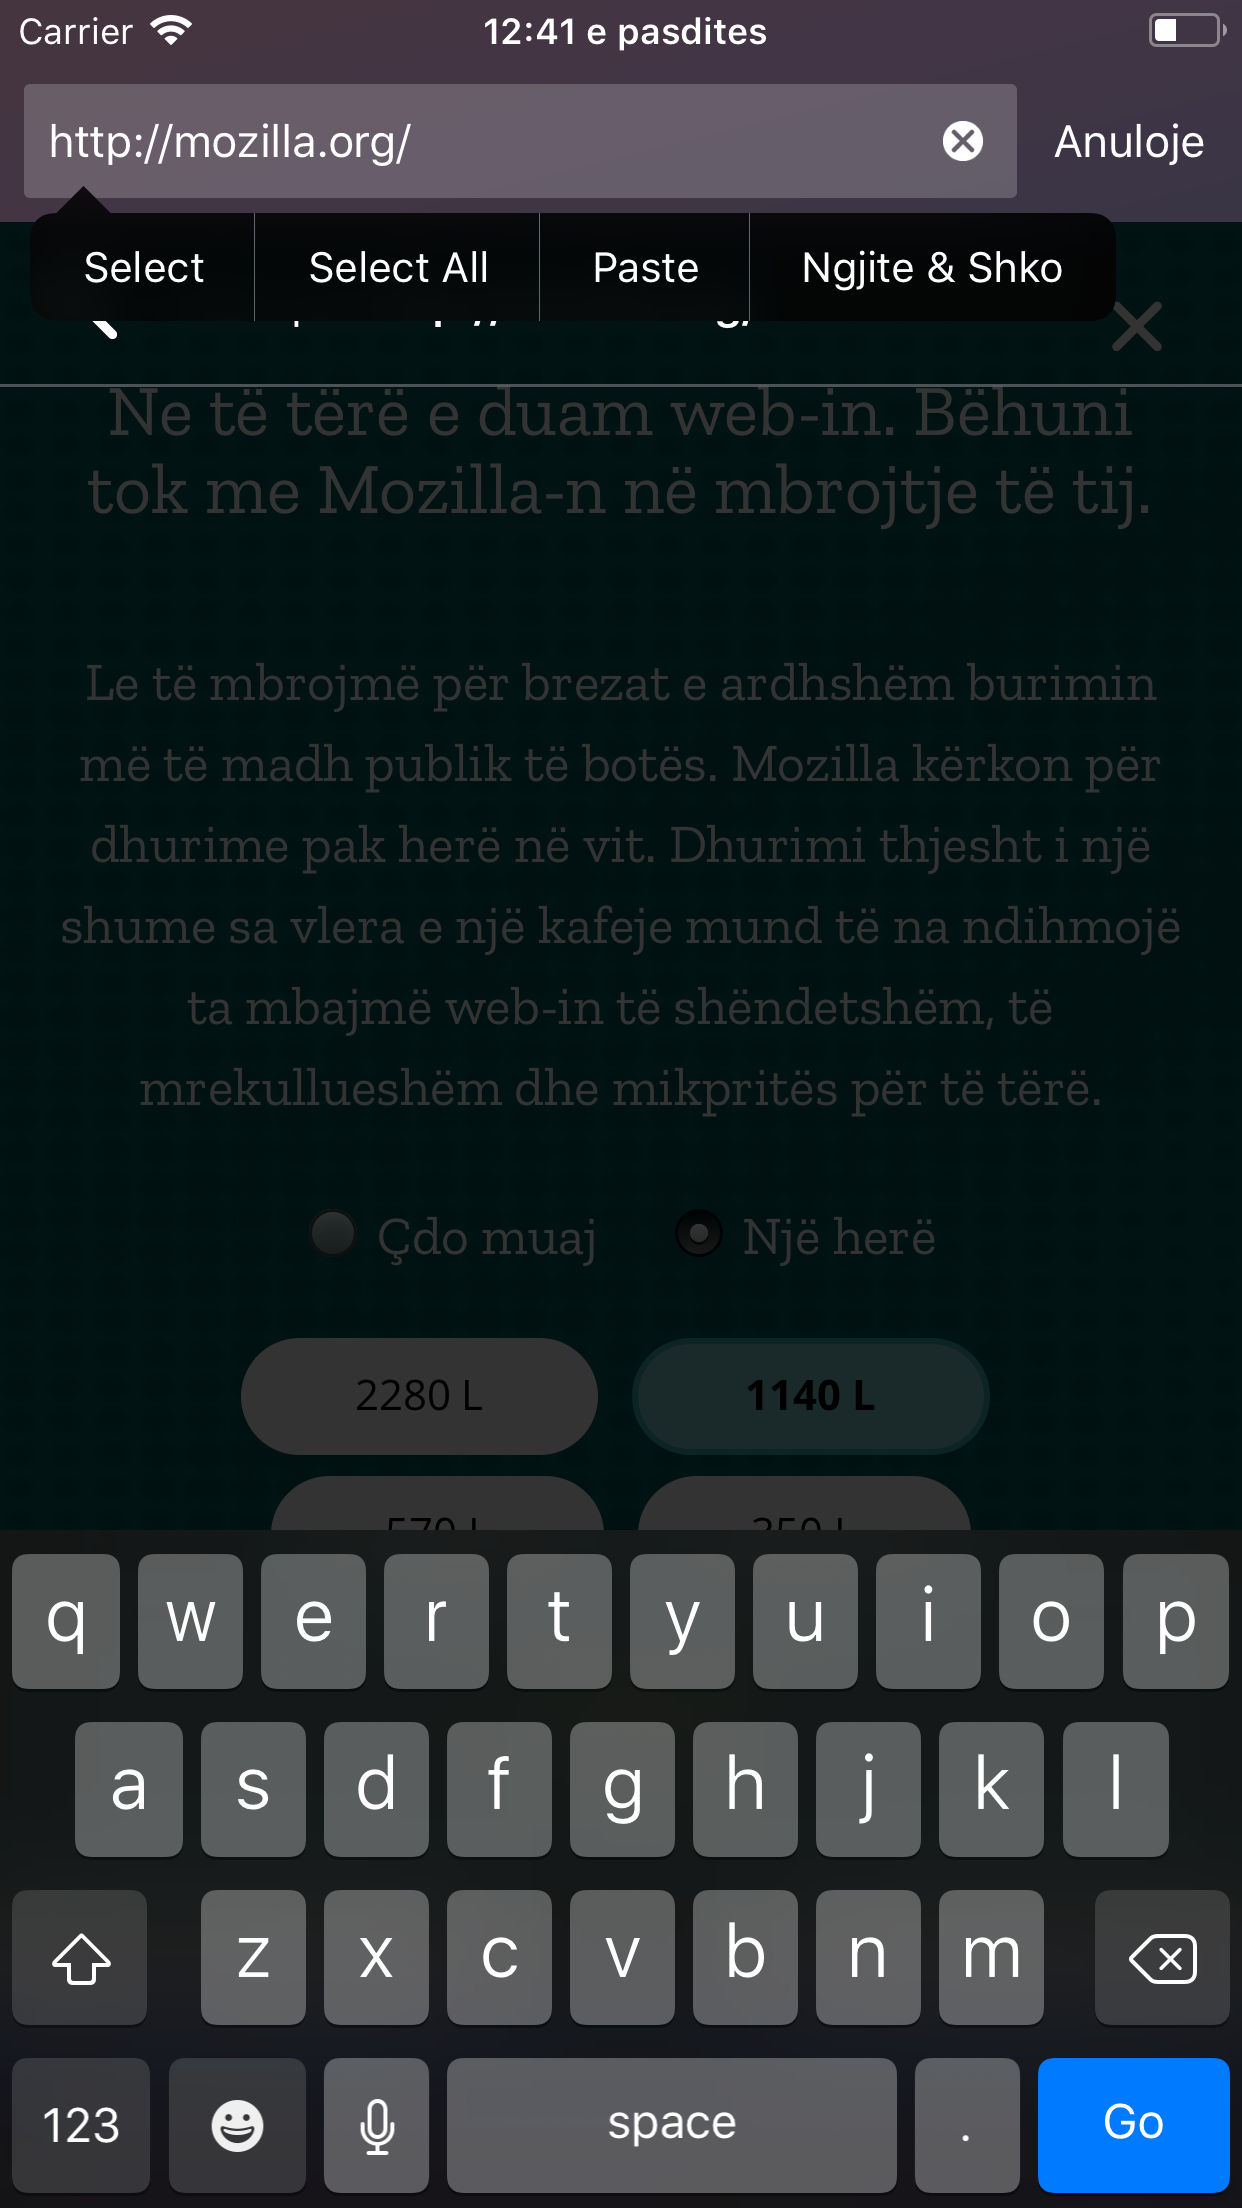 Carrier
12:41 e pasdites
http://mozilla.org/
Anuloje
Select
Select All
Paste
Ngjite & Shko
Ne të tërë e duam web-in. Bëhuni
tok me Mozilla-n në mbrojtje të tij.
Le të mbrojmë për brezat e ardhshëm burimin
më të madh publik të botës. Mozilla kërkon për
dhurime pak herë në vit. Dhurimi thjesht i një
shume sa vlera e një kafeje mund të na ndihmojë
ta mbajmë web-in të shëndetshëm, të
mrekullueshëm dhe mikpritës për të tërë.
Çdo muaj
Një herë
2280 L
1140 L
570 L
350 L
q w e r t y u i o p
a s d f g h j k l
z x c v b n m
123
space
.
Go